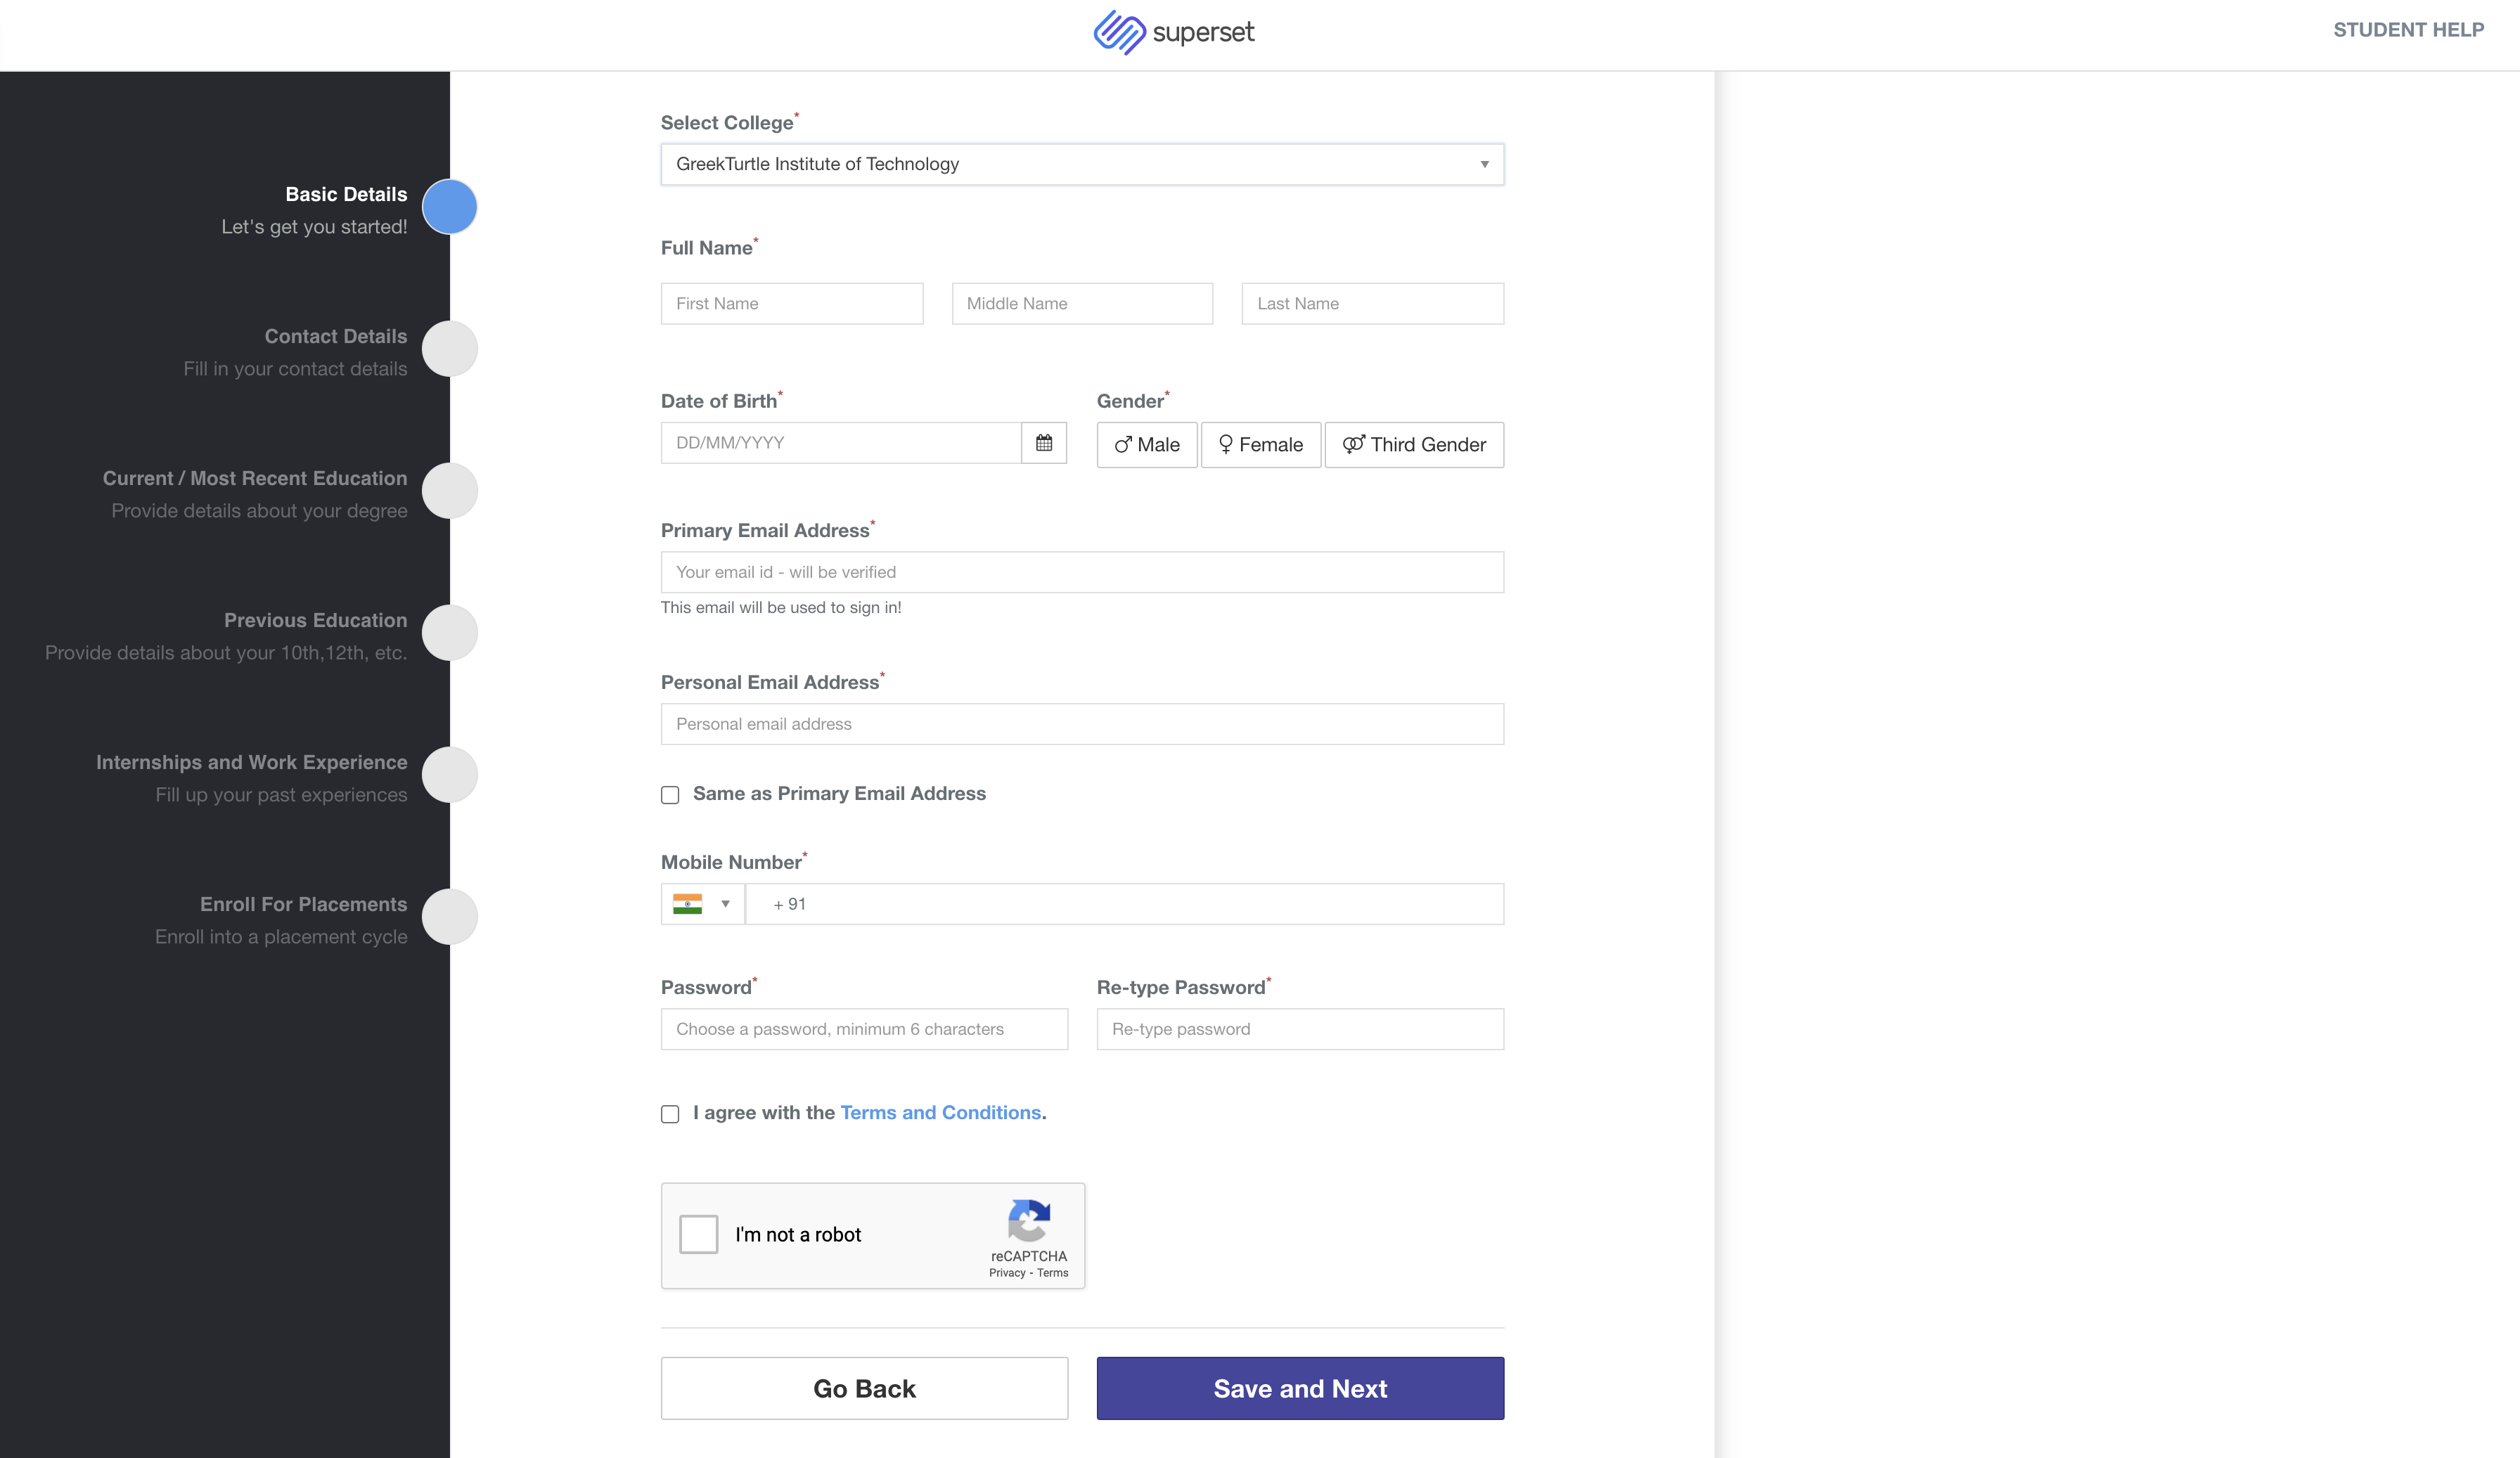 superset
STUDENT HELP
Basic Details
Let's get you started!
Contact Details
Fill in your contact details
Current / Most Recent Education
Provide details about your degree
Previous Education
Provide details about your 10th,12th, etc.
Internships and Work Experience
Fill up your past experiences
Enroll For Placements
Enroll into a placement cycle
Select College*
GreekTurtle Institute of Technology
Full Name*
First Name Middle Name Last Name
Date of Birth* Gender*
DD/MM/YYYY Male Female Third Gender
Primary Email Address*
Your email id - will be verified
This email will be used to sign in!
Personal Email Address*
Personal email address
Same as Primary Email Address
Mobile Number*
+ 91
Password* Re-type Password*
Choose a password, minimum 6 characters Re-type password
I agree with the Terms and Conditions.
I'm not a robot
reCAPTCHA
Privacy - Terms
Go Back Save and Next